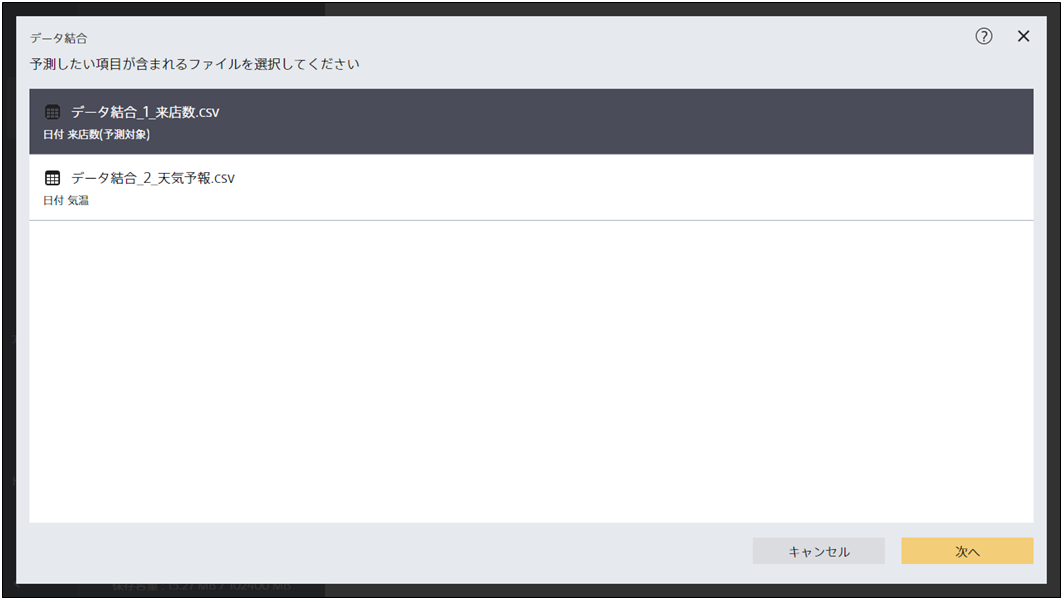 データ結合
予測したい項目が含まれるファイルを選択してください
データ結合_1_来店数.csv
日付 来店数(予測対象)
データ結合_2_天気予報.csv
日付 気温
キャンセル
次へ